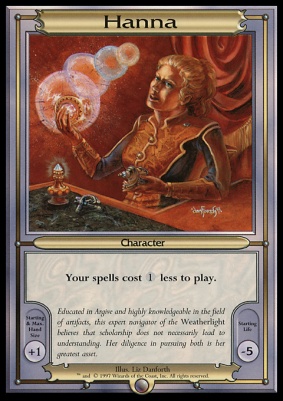 Hanna
Character
Your spells cost 1 less to play.
Starting
& Max.
Hand
Size
+1
Educated in Argive and highly knowledgeable in the field
of artifacts, this expert navigator of the Weatherlight
believes that scholarship does not necessarily lead to
understanding. Her diligence in pursuing both is her
greatest asset.
Starting
Life
-5
Illus. Liz Danforth
™ and © 1997 Wizards of the Coast, Inc. All rights reserved.